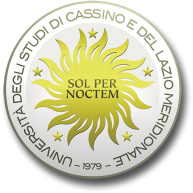 UNIVERSITÀ DEGLI STUDI DI CASSINO E DEL LAZIO MERIDIONALE
SOL PER
NOCTEM
- 1979 -